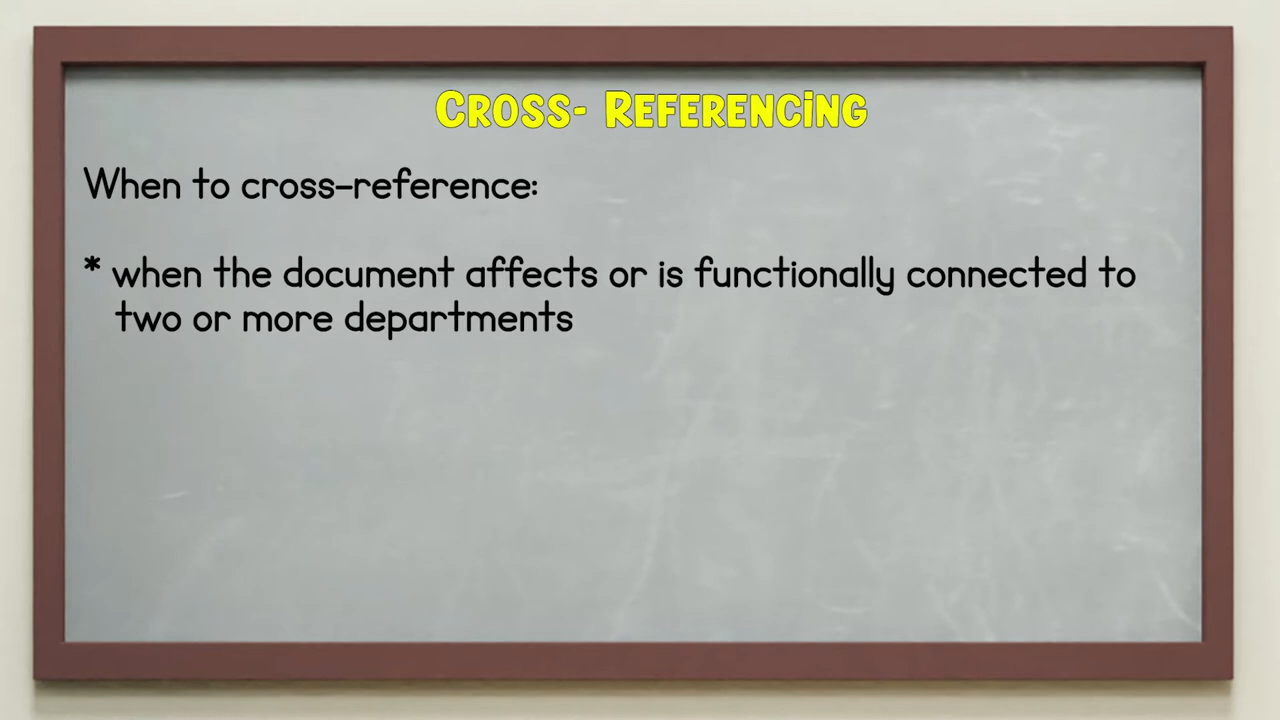 Cross- Referencing
When to cross-reference:
* when the document affects or is functionally connected to
two or more departments